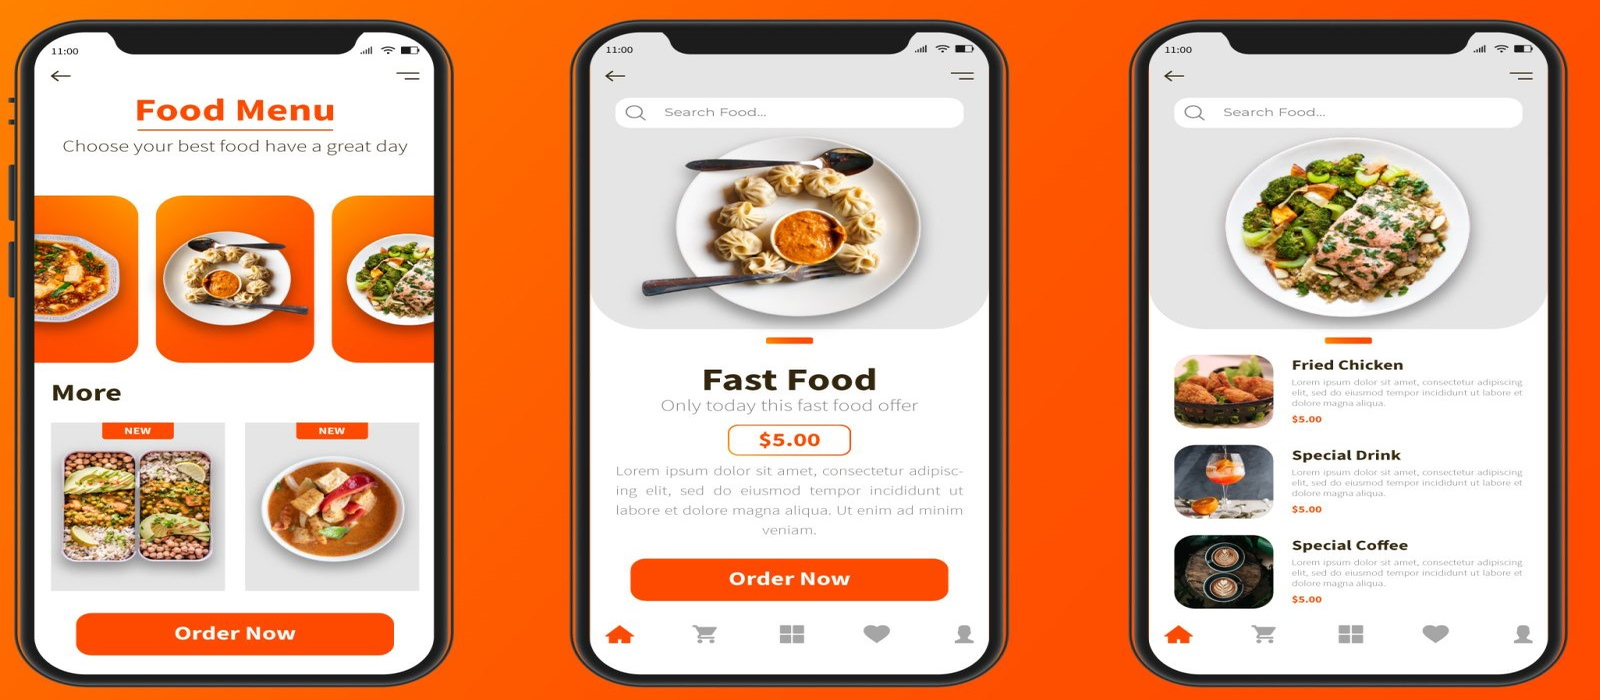 11:00
Food Menu
Choose your best food have a great day
More
NEW
NEW
Order Now
11:00
Search Food...
Fast Food
Only today this fast food offer
$5.00
Lorem ipsum dolor sit amet, consectetur adipisc-
ing elit, sed do eiusmod tempor incididunt ut
labore et dolore magna aliqua. Ut enim ad minim
veniam.
Order Now
11:00
Search Food...
Fried Chicken
Lorem ipsum dolor sit amet, consectetur adipiscing
elit, sed do eiusmod tempor incididunt ut labore et
dolore magna aliqua.
$5.00
Special Drink
Lorem ipsum dolor sit amet, consectetur adipiscing
elit, sed do eiusmod tempor incididunt ut labore et
dolore magna aliqua.
$5.00
Special Coffee
Lorem ipsum dolor sit amet, consectetur adipiscing
elit, sed do eiusmod tempor incididunt ut labore et
dolore magna aliqua.
$5.00